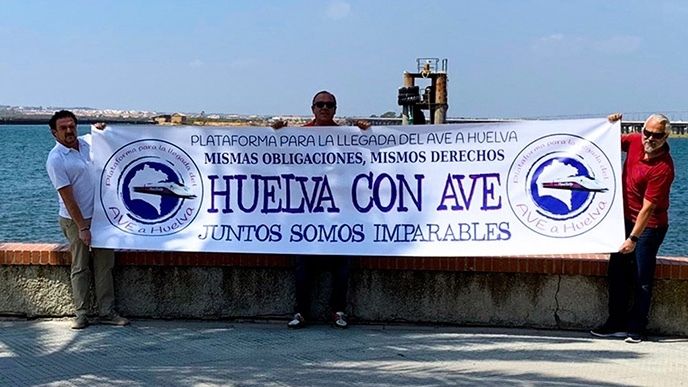 PLATAFORMA PARA LA LLEGADA DEL AVE A HUELVA
MISMAS OBLIGACIONES, MISMOS DERECHOS
HUELVA CON AVE
JUNTOS SOMOS IMPARABLES
Plataforma para la llegada del
AVE a Huelva
Plataforma para la llegada del
AVE a Huelva